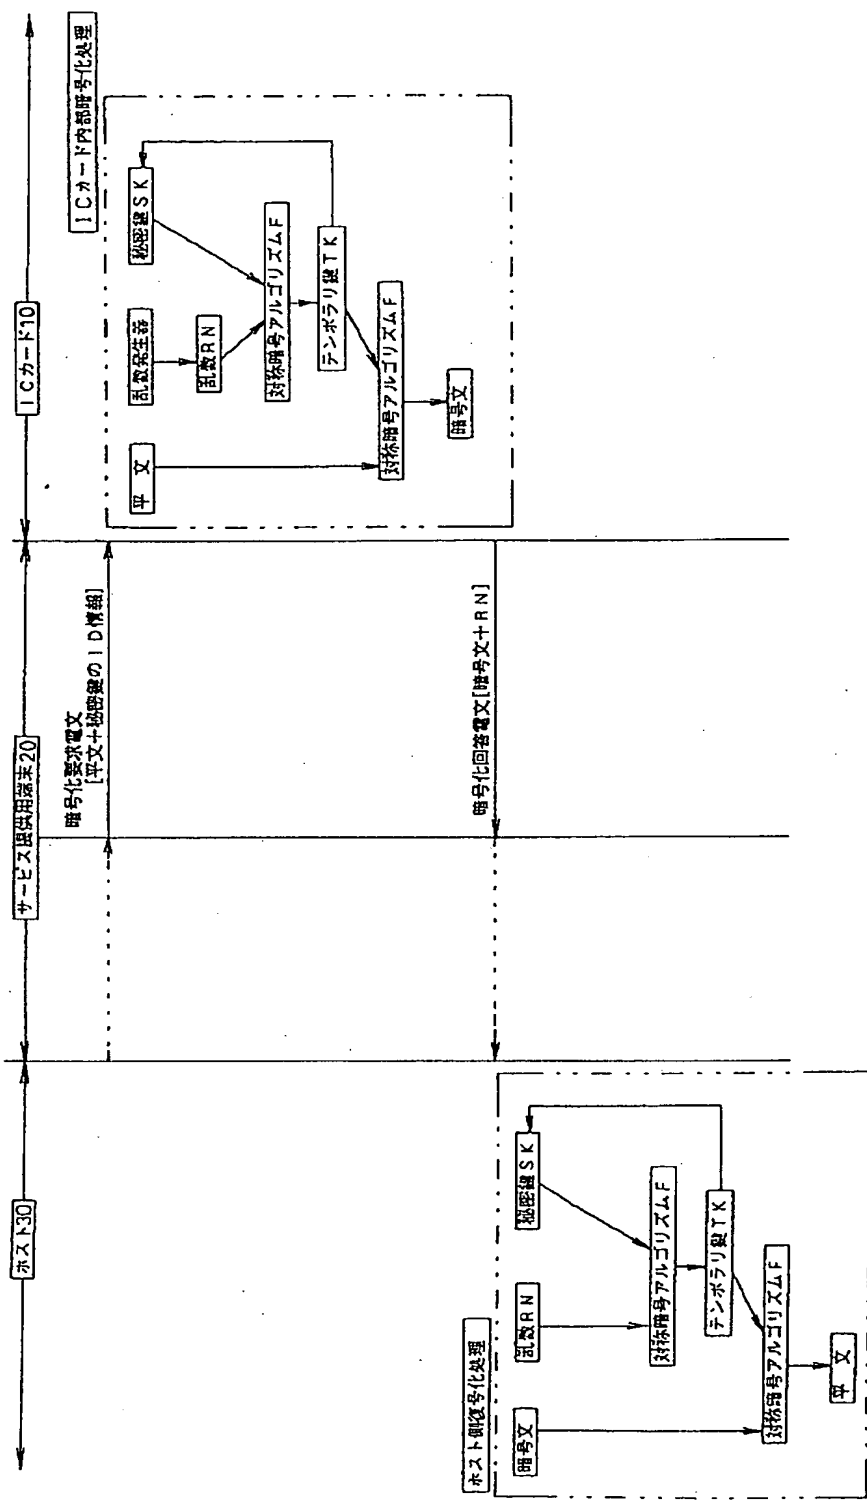 ホスト30
サービス提供用端末20
ICカード10
ICカード内部暗号化処理
暗号化要求電文
[平文+秘密鍵のID情報]
平 文
乱数発生器
秘密鍵SK
乱数RN
対称暗号アルゴリズムF
テンポラリ鍵TK
対称暗号アルゴリズムF
暗号文
暗号化回答電文[暗号文+RN]
ホスト側復号化処理
暗号文
乱数RN
秘密鍵SK
対称暗号アルゴリズムF
テンポラリ鍵TK
対称暗号アルゴリズムF
平 文